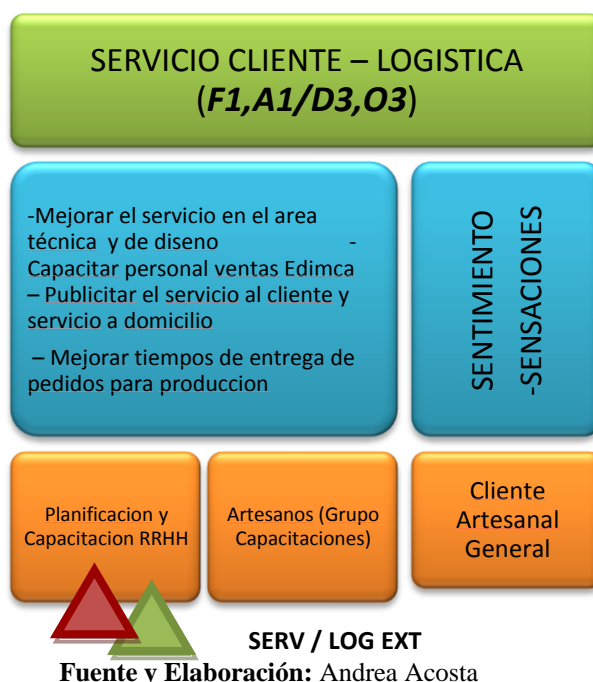 SERVICIO CLIENTE – LOGISTICA
(F1,A1/D3,O3)
-Mejorar el servicio en el area
técnica y de diseno -
Capacitar personal ventas Edimca
– Publicitar el servicio al cliente y
servicio a domicilio
– Mejorar tiempos de entrega de
pedidos para produccion
SENTIMIENTO
-SENSACIONES
Planificacion y
Capacitacion RRHH
Artesanos (Grupo
Capacitaciones)
Cliente
Artesanal
General
SERV / LOG EXT
Fuente y Elaboración: Andrea Acosta